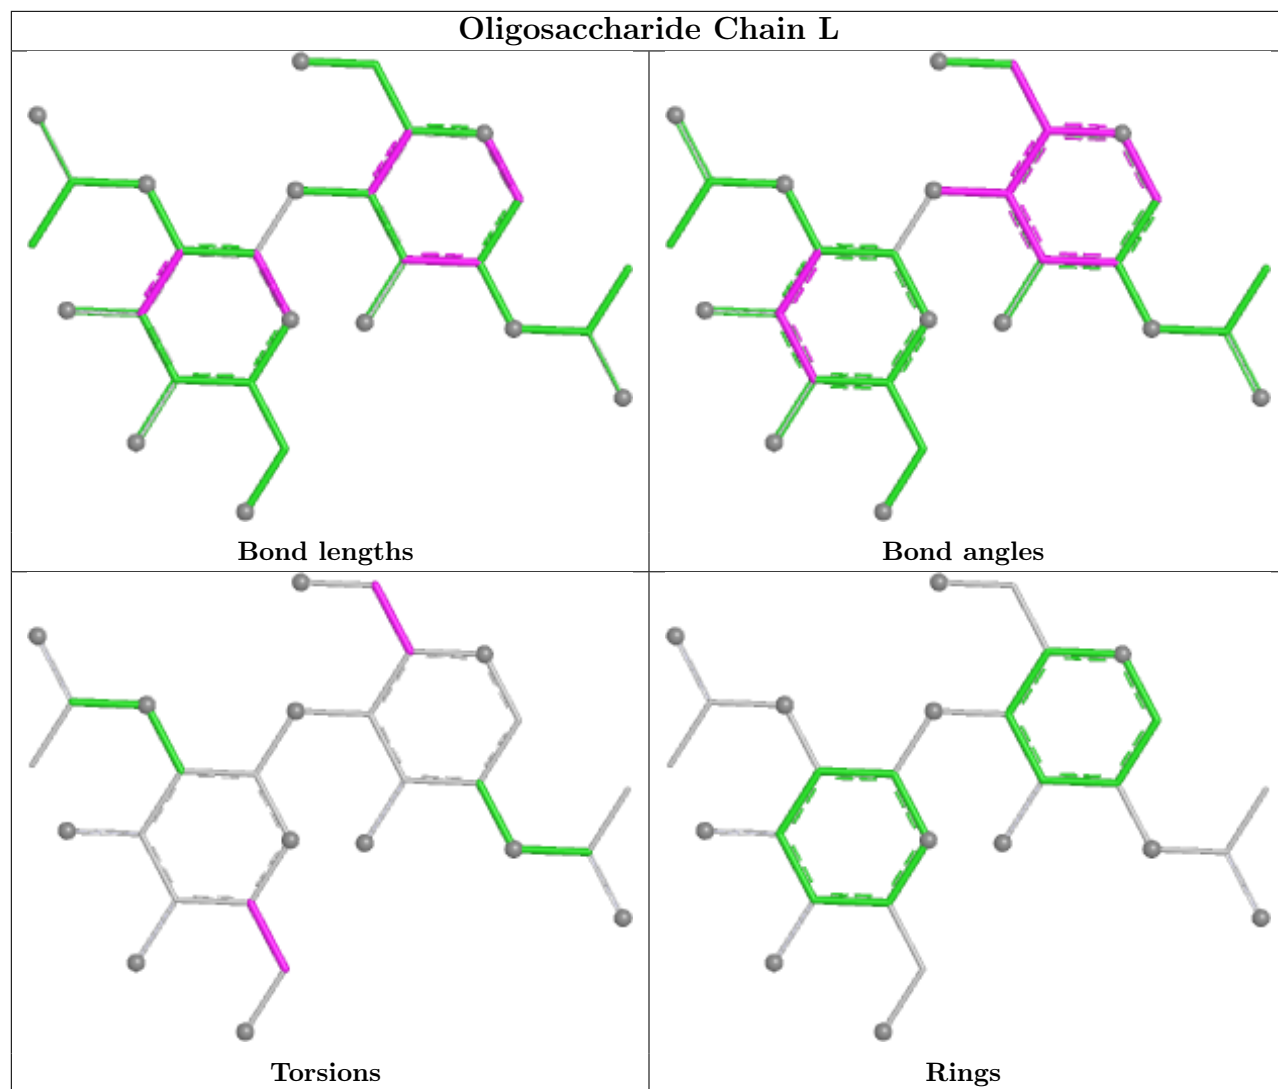 Oligosaccharide Chain L
Bond lengths
Bond angles
Torsions
Rings